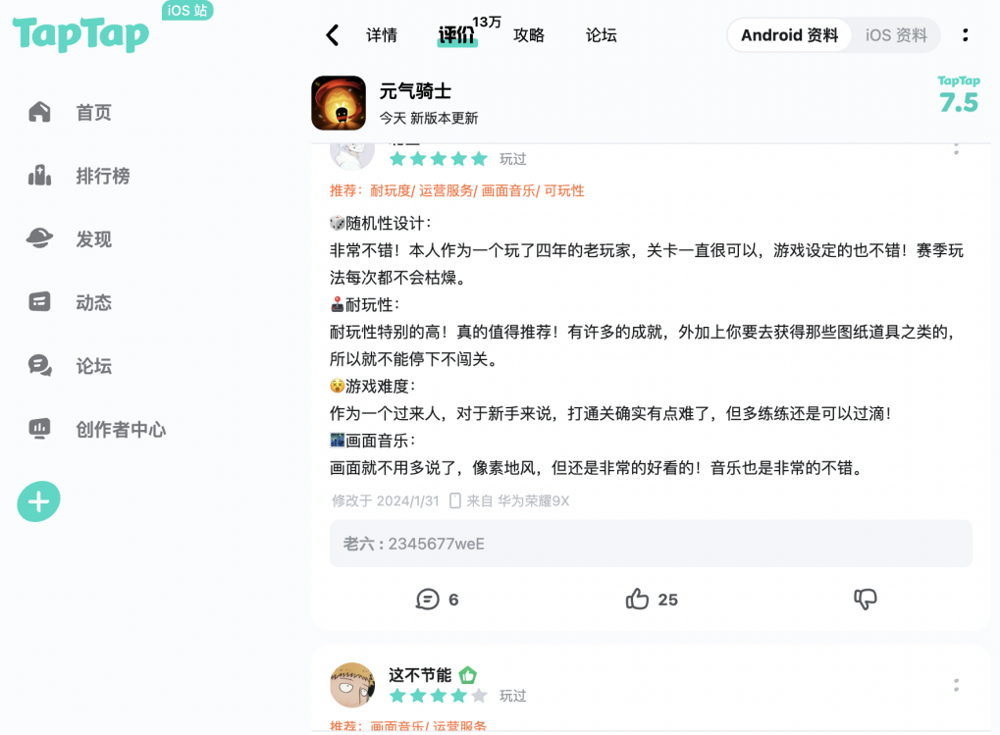 TapTap
iOS 站
首页
排行榜
发现
动态
论坛
创作者中心
详情
评价
13万
攻略
论坛
Android 资料
iOS 资料
元气骑士
今天 新版本更新
TapTap
7.5
玩过
推荐：耐玩度/ 运营服务/ 画面音乐/ 可玩性
🎲随机性设计：
非常不错！本人作为一个玩了四年的老玩家，关卡一直很可以，游戏设定的也不错！赛季玩
法每次都不会枯燥。
🕹️耐玩性：
耐玩性特别的高！真的值得推荐！有许多的成就，外加上你要去获得那些图纸道具之类的，
所以就不能停下不闯关。
😵游戏难度：
作为一个过来人，对于新手来说，打通关确实有点难了，但多练练还是可以过滴！
🌃画面音乐：
画面就不用多说了，像素地风，但还是非常的好看的！音乐也是非常的不错。
修改于 2024/1/31
来自 华为荣耀9X
老六 : 2345677weE
6
25
这不节能
玩过
推荐：画面音乐/ 运营服务